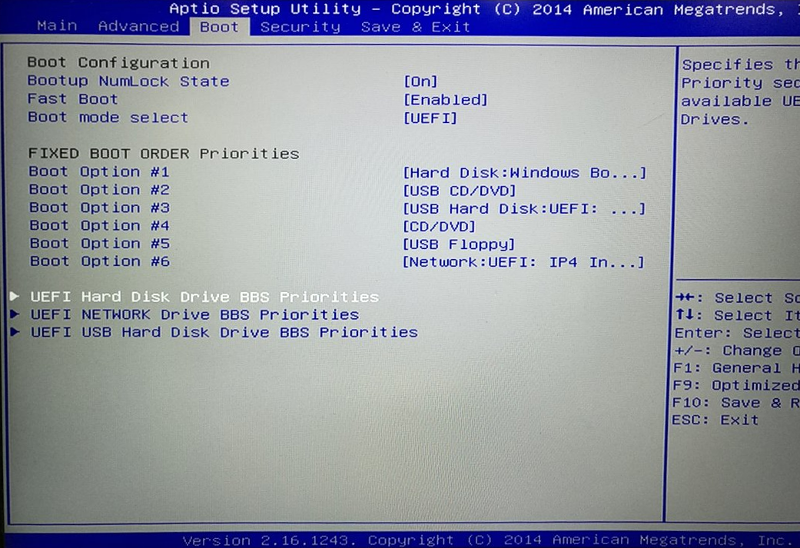 Aptio Setup Utility – Copyright (C) 2014 American Megatrends,
Main Advanced Boot Security Save & Exit
Boot Configuration
Bootup NumLock State [On]
Fast Boot [Enabled]
Boot mode select [UEFI]
FIXED BOOT ORDER Priorities
Boot Option #1 [Hard Disk:Windows Bo...]
Boot Option #2 [USB CD/DVD]
Boot Option #3 [USB Hard Disk:UEFI: ...]
Boot Option #4 [CD/DVD]
Boot Option #5 [USB Floppy]
Boot Option #6 [Network:UEFI: IP4 In...]
► UEFI Hard Disk Drive BBS Priorities
► UEFI NETWORK Drive BBS Priorities
► UEFI USB Hard Disk Drive BBS Priorities
Specifies th
Priority sec
available UE
Drives.
→←: Select Sc
↑↓: Select It
Enter: Select
+/-: Change O
F1: General H
F9: Optimized
F10: Save & R
ESC: Exit
Version 2.16.1243. Copyright (C) 2014 American Megatrends, Inc.